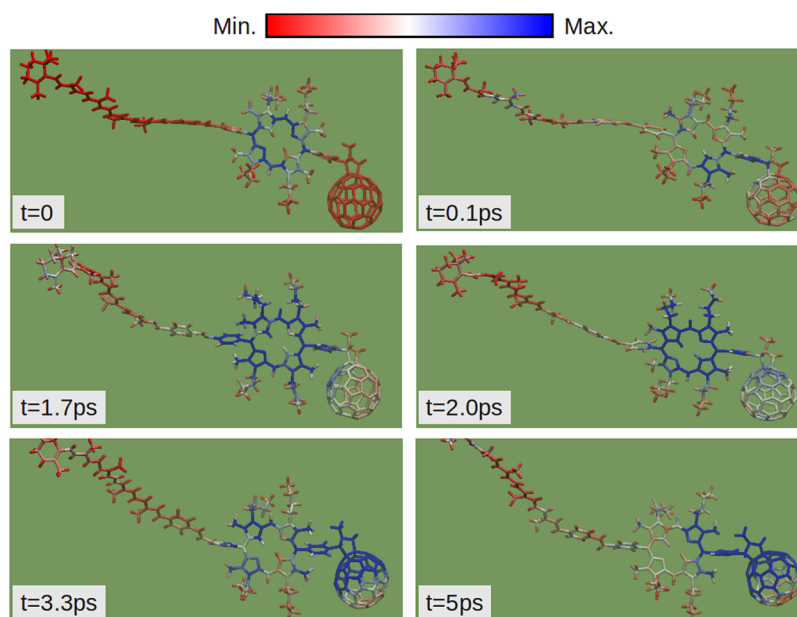 Min. Max.
t=0
t=0.1ps
t=1.7ps
t=2.0ps
t=3.3ps
t=5ps